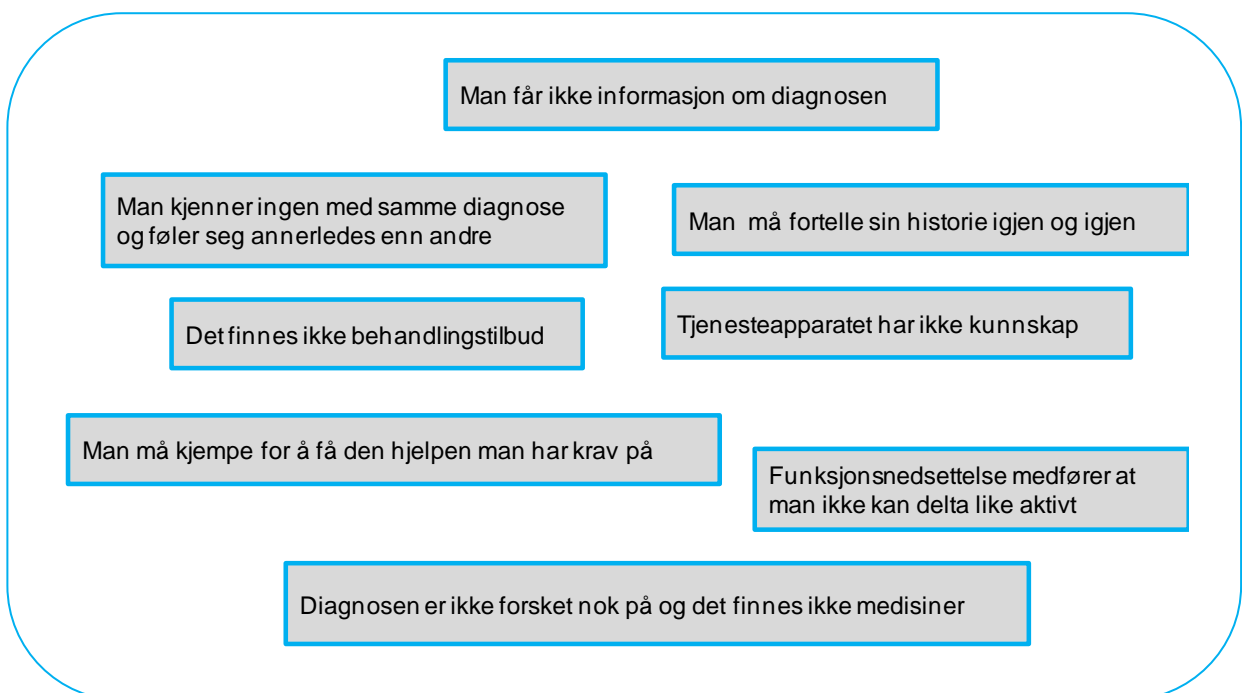 Man får ikke informasjon om diagnosen
Man kjenner ingen med samme diagnose
og føler seg annerledes enn andre
Man må fortelle sin historie igjen og igjen
Det finnes ikke behandlingstilbud
Tjenesteapparatet har ikke kunnskap
Man må kjempe for å få den hjelpen man har krav på
Funksjonsnedsettelse medfører at
man ikke kan delta like aktivt
Diagnosen er ikke forsket nok på og det finnes ikke medisiner